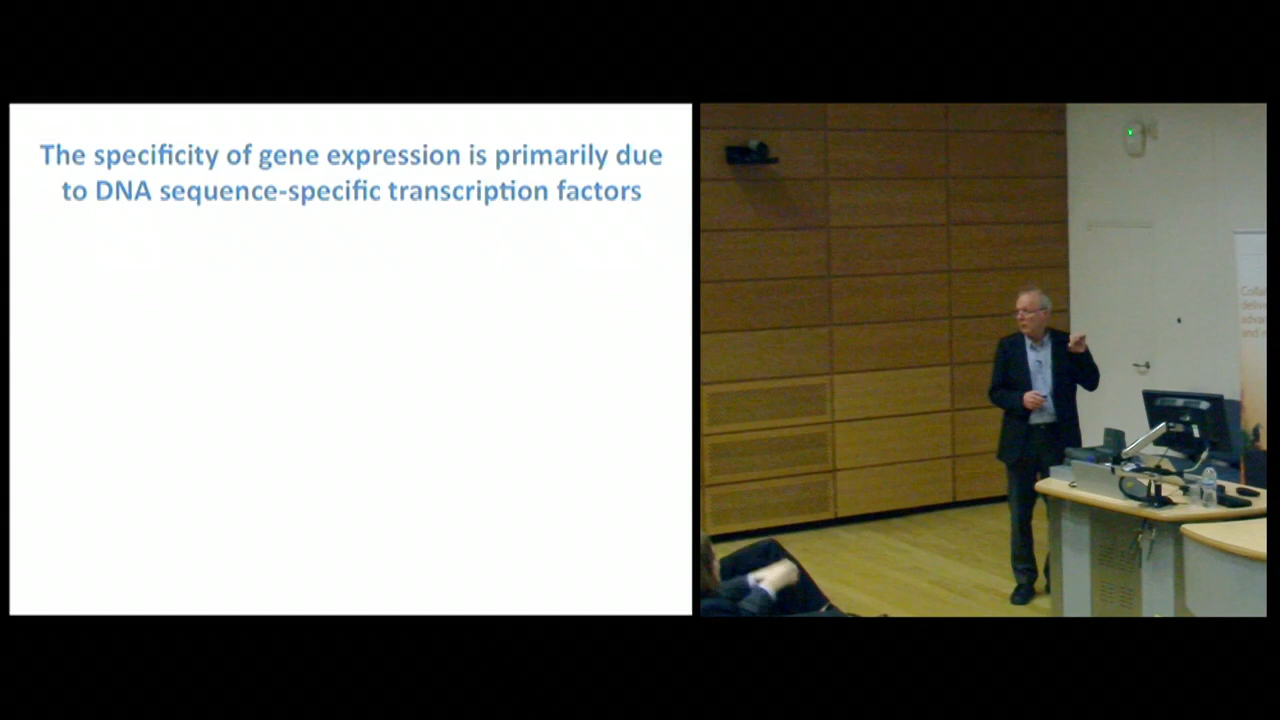 The specificity of gene expression is primarily due
to DNA sequence-specific transcription factors